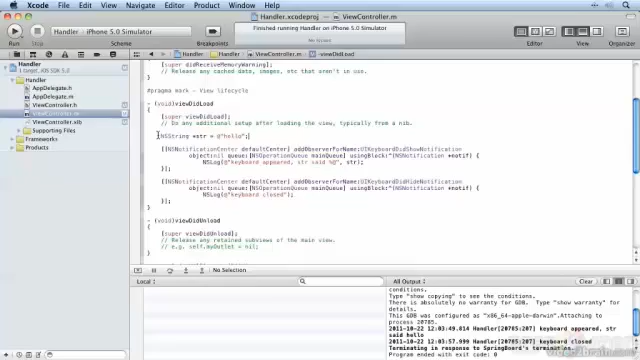 Xcode File Edit View Navigate Editor Product Window Help
Handler.xcodeproj — ViewController.m
Handler iPhone 5.0 Simulator
Finished running Handler on iPhone 5.0 Simulator
No Issues
Run Stop Scheme Breakpoints
Editor View Organizer
Handler Handler ViewController.m -viewDidLoad
Handler
1 target, iOS SDK 5.0
Handler
AppDelegate.h
AppDelegate.m
ViewController.h
ViewController.m
ViewController.xib
Supporting Files
Frameworks
Products
[super didReceiveMemoryWarning];
// Release any cached data, images, etc that aren't in use.
}
#pragma mark - View lifecycle
- (void)viewDidLoad
{
[super viewDidLoad];
// Do any additional setup after loading the view, typically from a nib.
NSString *str = @"hello";
[[NSNotificationCenter defaultCenter] addObserverForName:UIKeyboardDidShowNotification
object:nil queue:[NSOperationQueue mainQueue] usingBlock:^(NSNotification *notif) {
NSLog(@"keyboard appeared, str said %@", str);
}];
[[NSNotificationCenter defaultCenter] addObserverForName:UIKeyboardDidHideNotification
object:nil queue:[NSOperationQueue mainQueue] usingBlock:^(NSNotification *notif) {
NSLog(@"keyboard closed");
}];
}
- (void)viewDidUnload
{
[super viewDidUnload];
// Release any retained subviews of the main view.
// e.g. self.myOutlet = nil;
No Selection
Local
All Output
Clear
conditions.
Type "show copying" to see the conditions.
There is absolutely no warranty for GDB.
Type "show warranty" for details.
This GDB was configured as "x86_64-apple-darwin".Attaching to
process 20785.
2011-10-22 12:03:49.014 Handler[20785:207] keyboard appeared, str
said hello
2011-10-22 12:03:57.799 Handler[20785:207] keyboard closed
Terminating in response to SpringBoard's termination.
Program ended with exit code: 0